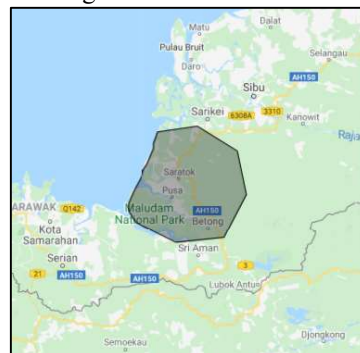 Matu
Dalat
Pulau Bruit
Daro
Selangau
Sibu
AH150
Sarikei
6308A
3310
Kanowit
Raja
Saratok
Pusa
ARAWAK
Q142
Maludam
National Park
AH150
Kota
Samarahan
Betong
Serian
Sri Aman
21
AH150
3
Lubok Antu
Semoekau
Djongkong